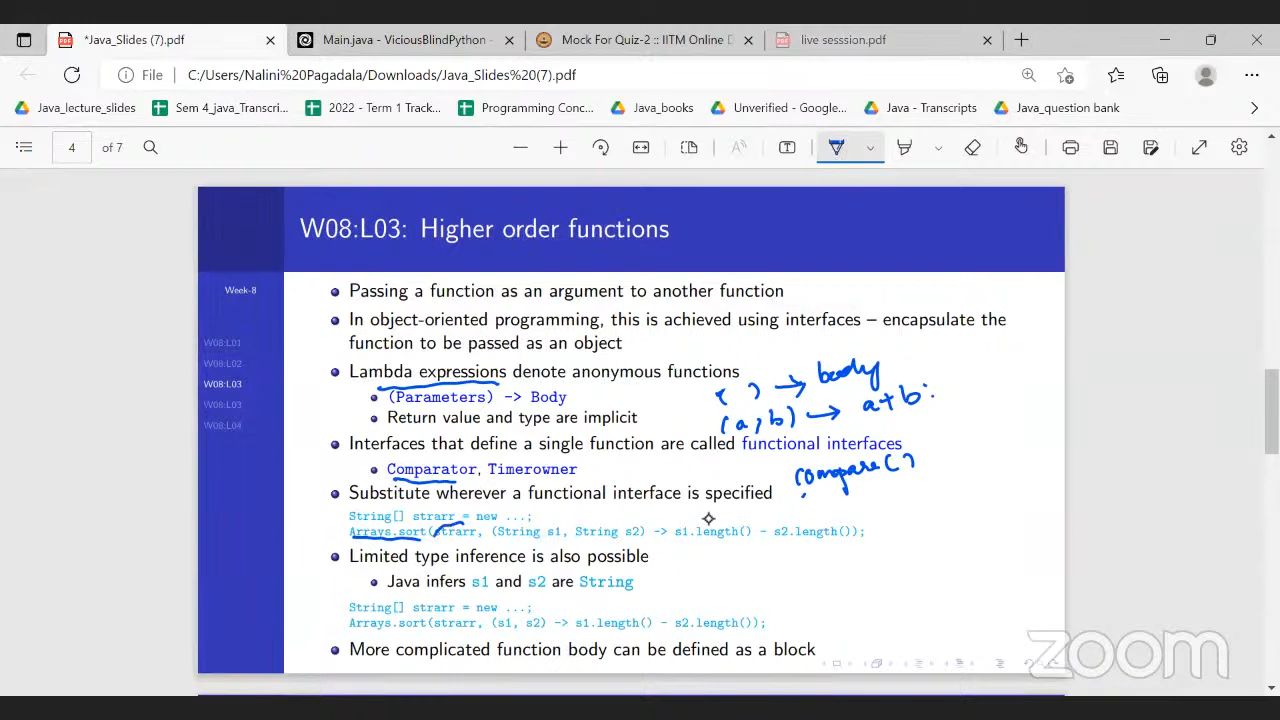 *Java_Slides (7).pdf
Main.java - ViciousBlindPython -
Mock For Quiz-2 :: IITM Online D
live sesssion.pdf
File
C:/Users/Nalini%20Pagadala/Downloads/Java_Slides%20(7).pdf
Java_lecture_slides
Sem 4_java_Transcri...
2022 - Term 1 Track...
Programming Conc...
Java_books
Unverified - Google...
Java - Transcripts
Java_question bank
4 of 7
W08:L03: Higher order functions
Week-8
W08:L01
W08:L02
W08:L03
W08:L03
W08:L04
Passing a function as an argument to another function
In object-oriented programming, this is achieved using interfaces – encapsulate the
function to be passed as an object
Lambda expressions denote anonymous functions
( ) → body
(Parameters) -> Body
(a, b) → a+b;
Return value and type are implicit
Interfaces that define a single function are called functional interfaces
Comparator, Timerowner
compare()
Substitute wherever a functional interface is specified
String[] strarr = new ...;
Arrays.sort(strarr, (String s1, String s2) -> s1.length() - s2.length());
Limited type inference is also possible
Java infers s1 and s2 are String
String[] strarr = new ...;
Arrays.sort(strarr, (s1, s2) -> s1.length() - s2.length());
More complicated function body can be defined as a block
zoom